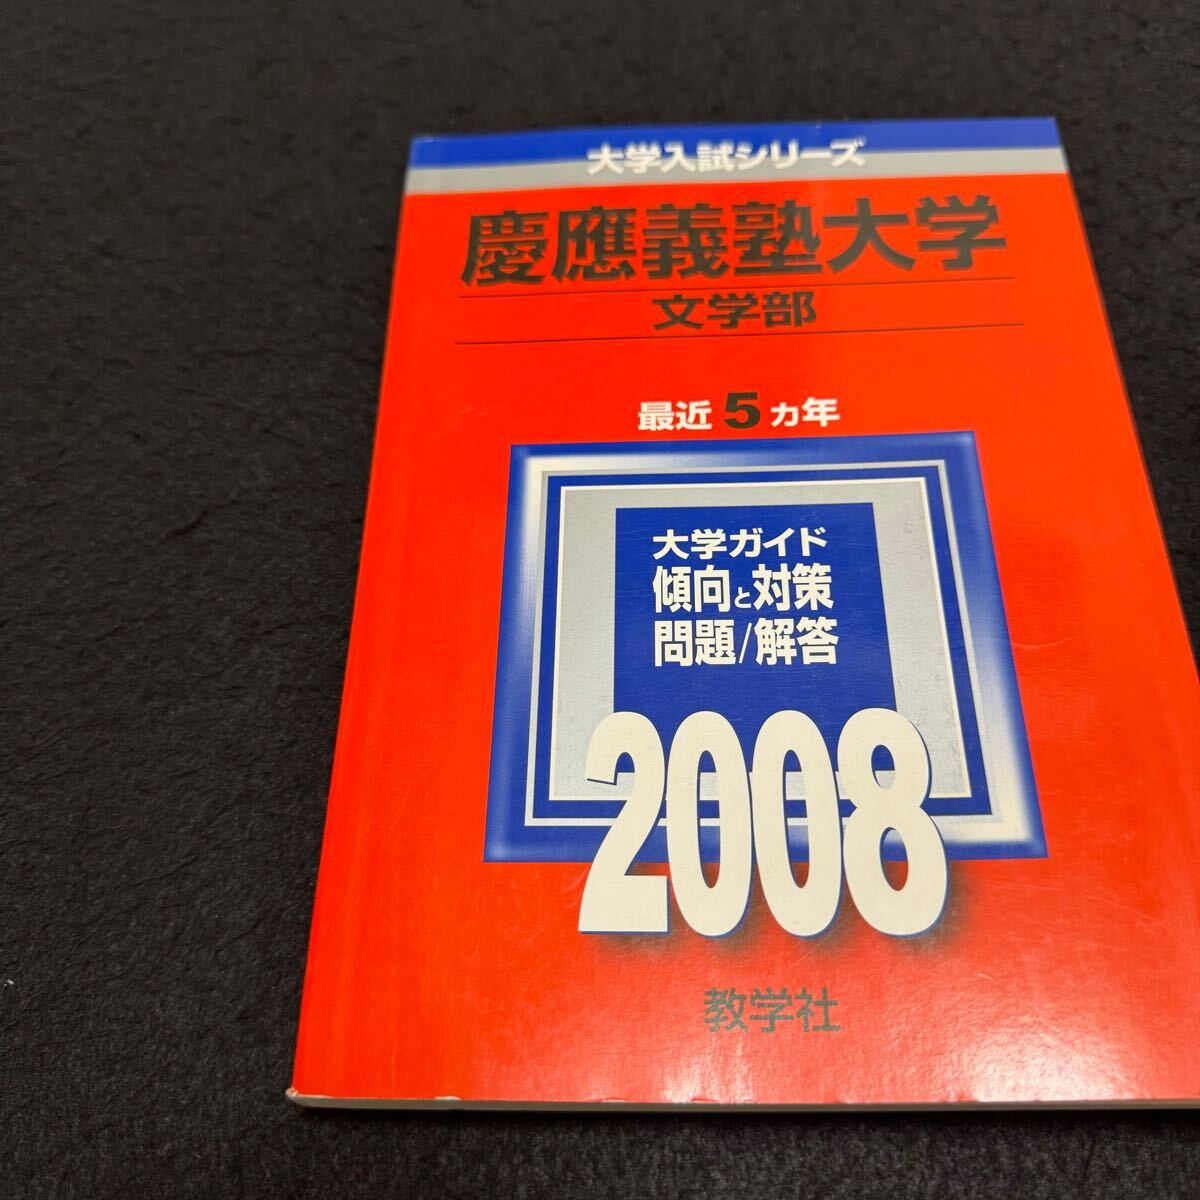 大学入試シリーズ
慶應義塾大学
文学部
最近5カ年
大学ガイド
傾向と対策
問題/解答
2008
教学社